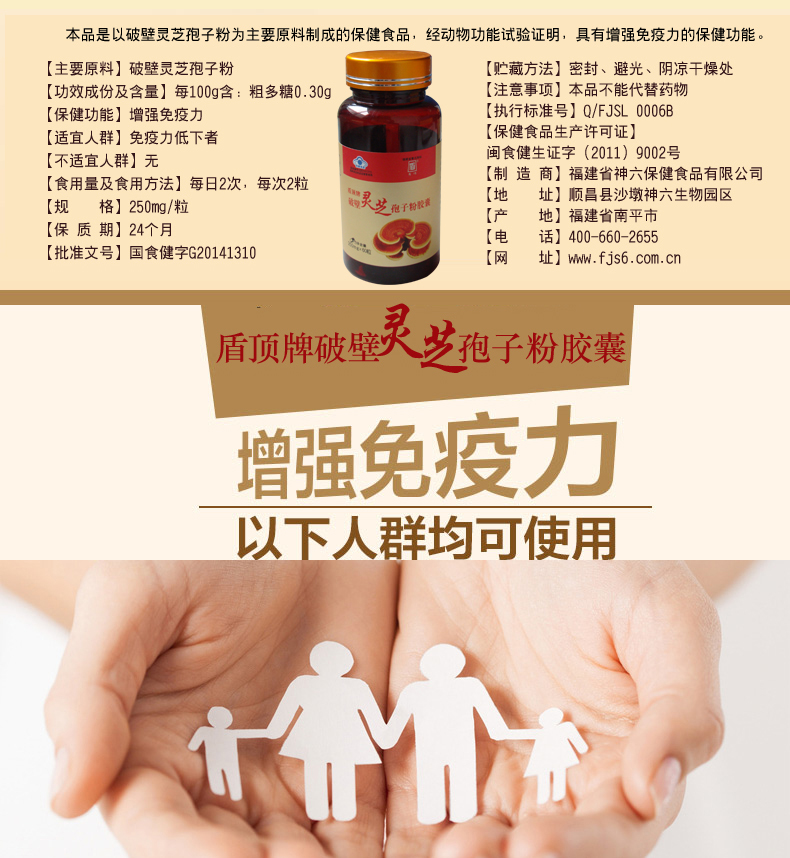 本品是以破壁灵芝孢子粉为主要原料制成的保健食品，经动物功能试验证明，具有增强免疫力的保健功能。
【主要原料】破壁灵芝孢子粉
【功效成份及含量】每100g含：粗多糖0.30g
【保健功能】增强免疫力
【适宜人群】免疫力低下者
【不适宜人群】无
【食用量及食用方法】每日2次，每次2粒
【规 格】250mg/粒
【保 质 期】24个月
【批准文号】国食健字G20141310
破壁灵芝孢子粉胶囊
【贮藏方法】密封、避光、阴凉干燥处
【注意事项】本品不能代替药物
【执行标准号】Q/FJSL 0006B
【保健食品生产许可证】
闽食健生证字（2011）9002号
【制 造 商】福建省神六保健食品有限公司
【地 址】顺昌县沙墩神六生物园区
【产 地】福建省南平市
【电 话】400-660-2655
【网 址】www.fjs6.com.cn
盾顶牌破壁灵芝孢子粉胶囊
增强免疫力
以下人群均可使用